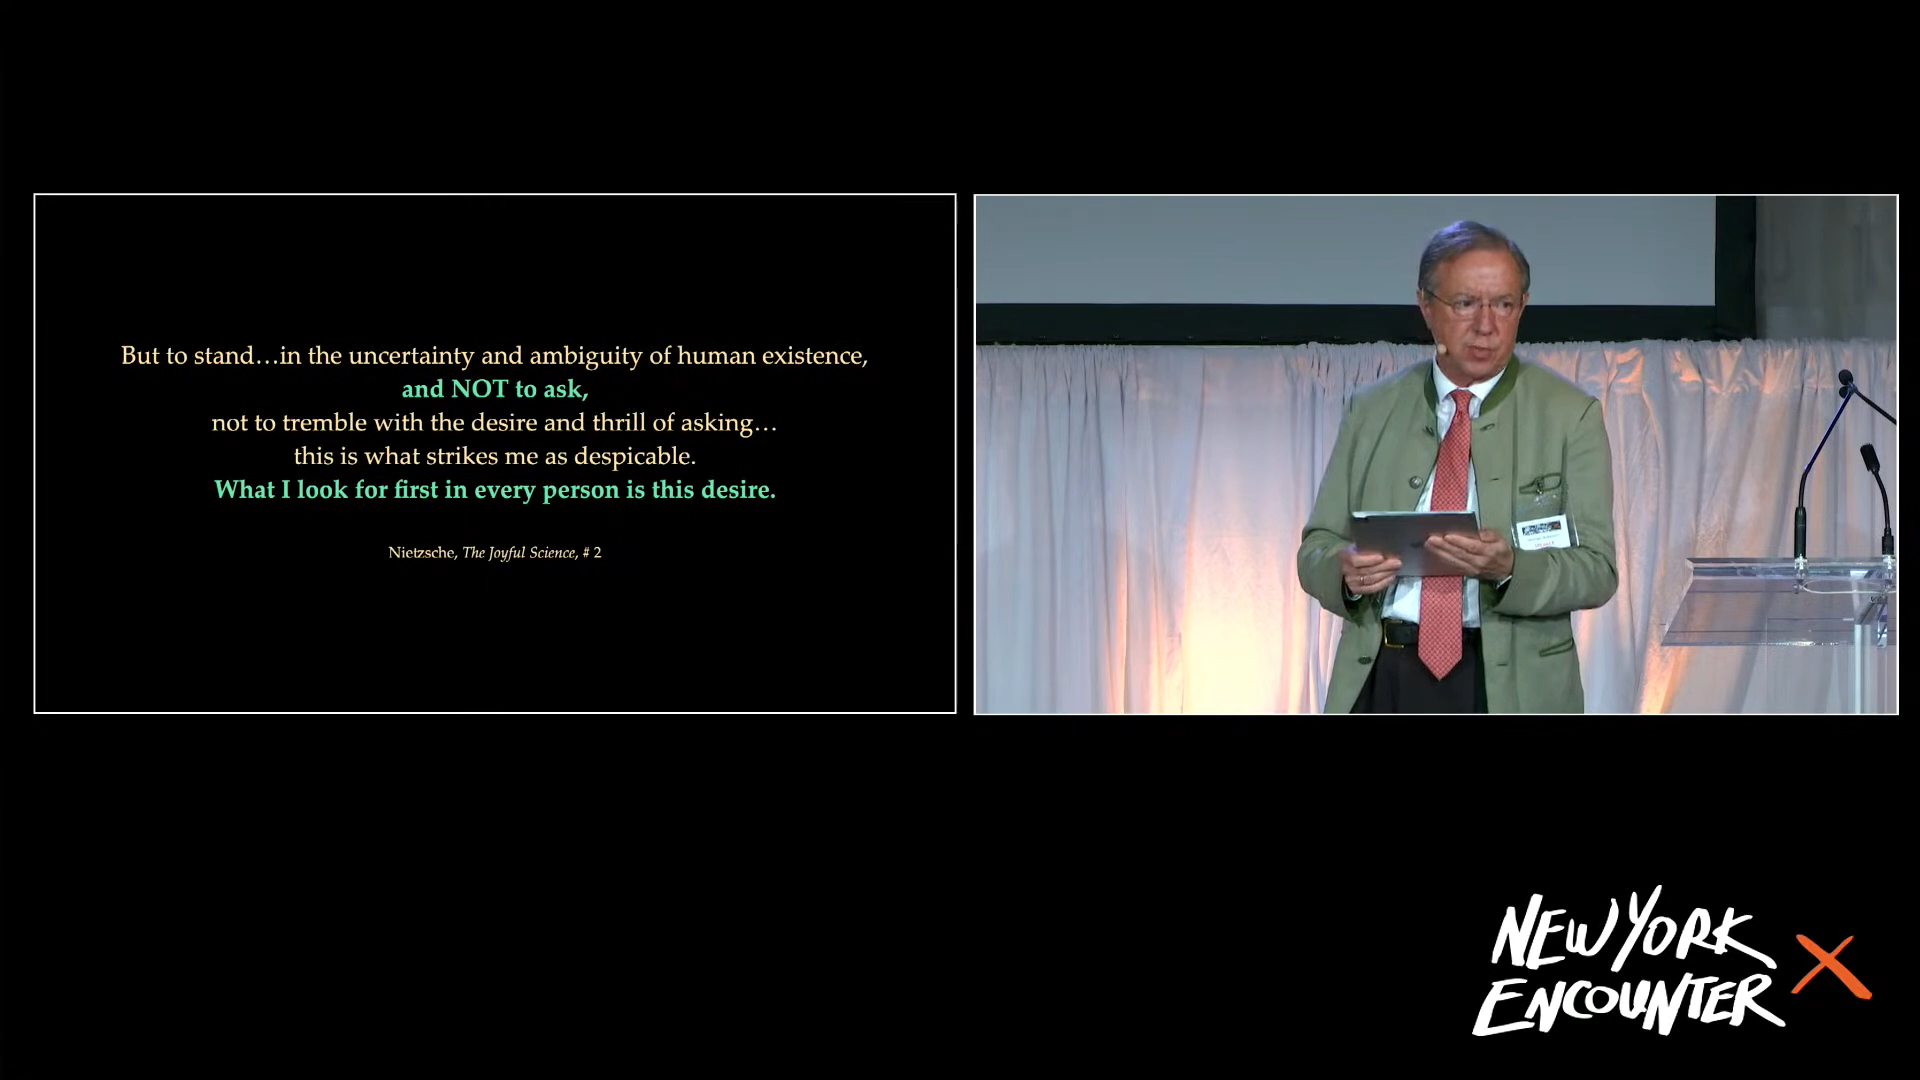 But to stand…in the uncertainty and ambiguity of human existence,
and NOT to ask,
not to tremble with the desire and thrill of asking…
this is what strikes me as despicable.
What I look for first in every person is this desire.
Nietzsche, The Joyful Science, # 2
NEW YORK
ENCOUNTER